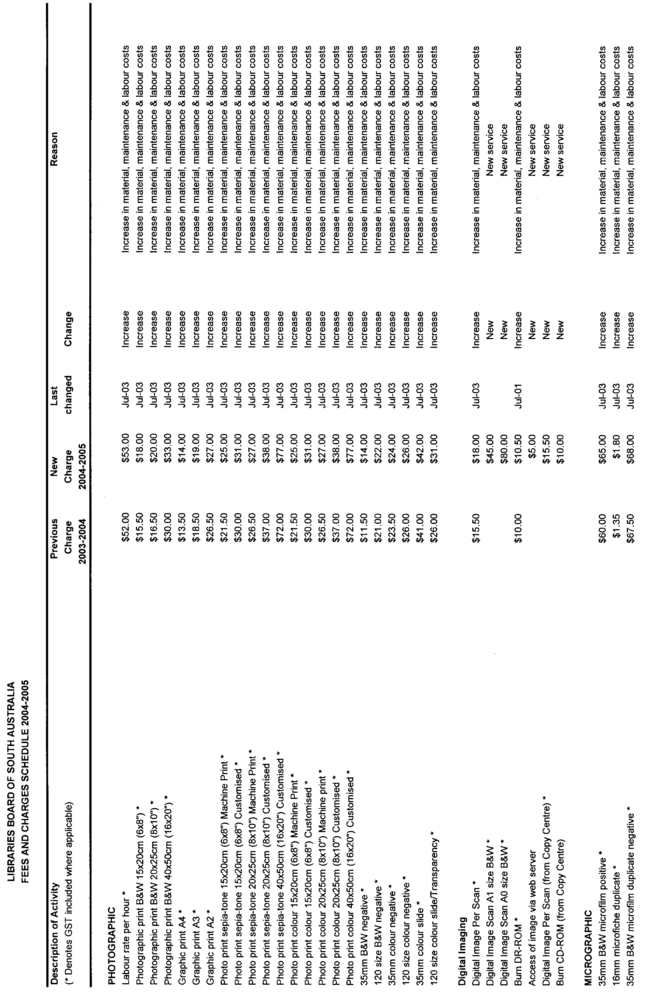 LIBRARIES BOARD OF SOUTH AUSTRALIA
FEES AND CHARGES SCHEDULE 2004-2005
Description of Activity Previous New Last Reason
(* Denotes GST included where applicable) Charge Charge changed Change
2003-2004 2004-2005
PHOTOGRAPHIC
Labour rate per hour * $52.00 $53.00 Jul-03 Increase Increase in material, maintenance & labour costs
Photographic print B&W 15x20cm (6x8") * $15.50 $18.00 Jul-03 Increase Increase in material, maintenance & labour costs
Photographic print B&W 20x25cm (8x10") * $16.50 $20.00 Jul-03 Increase Increase in material, maintenance & labour costs
Photographic print B&W 40x50cm (16x20") * $30.00 $33.00 Jul-03 Increase Increase in material, maintenance & labour costs
Graphic print A4 * $13.50 $14.00 Jul-03 Increase Increase in material, maintenance & labour costs
Graphic print A3 * $18.50 $19.00 Jul-03 Increase Increase in material, maintenance & labour costs
Graphic print A2 * $26.50 $27.00 Jul-03 Increase Increase in material, maintenance & labour costs
Photo print sepia-tone 15x20cm (6x8") Machine Print * $21.50 $25.00 Jul-03 Increase Increase in material, maintenance & labour costs
Photo print sepia-tone 15x20cm (6x8") Customised * $30.00 $31.00 Jul-03 Increase Increase in material, maintenance & labour costs
Photo print sepia-tone 20x25cm (8x10") Machine Print * $26.50 $27.00 Jul-03 Increase Increase in material, maintenance & labour costs
Photo print sepia-tone 20x25cm (8x10") Customised * $37.00 $38.00 Jul-03 Increase Increase in material, maintenance & labour costs
Photo print sepia-tone 40x50cm (16x20") Customised * $72.00 $77.00 Jul-03 Increase Increase in material, maintenance & labour costs
Photo print colour 15x20cm (6x8") Machine Print * $21.50 $25.00 Jul-03 Increase Increase in material, maintenance & labour costs
Photo print colour 15x20cm (6x8") Customised * $30.00 $31.00 Jul-03 Increase Increase in material, maintenance & labour costs
Photo print colour 20x25cm (8x10") Machine print * $26.50 $27.00 Jul-03 Increase Increase in material, maintenance & labour costs
Photo print colour 20x25cm (8x10") Customised * $37.00 $38.00 Jul-03 Increase Increase in material, maintenance & labour costs
Photo print colour 40x50cm (16x20") Customised * $72.00 $77.00 Jul-03 Increase Increase in material, maintenance & labour costs
35mm B&W negative * $11.50 $14.00 Jul-03 Increase Increase in material, maintenance & labour costs
120 size B&W negative * $21.00 $22.00 Jul-03 Increase Increase in material, maintenance & labour costs
35mm colour negative * $23.50 $24.00 Jul-03 Increase Increase in material, maintenance & labour costs
120 size colour negative * $26.00 $26.00 Jul-03 Increase Increase in material, maintenance & labour costs
35mm colour slide * $41.00 $42.00 Jul-03 Increase Increase in material, maintenance & labour costs
120 size colour slide/Transparency * $26.00 $31.00 Jul-03 Increase Increase in material, maintenance & labour costs
Digital Imaging
Digital Image Per Scan * $15.50 $18.00 Jul-03 Increase Increase in material, maintenance & labour costs
Digital Image Scan A1 size B&W * $45.00 New New service
Digital Image Scan A0 size B&W * $80.00 New New service
Burn DR-ROM * $10.00 $10.50 Jul-01 Increase Increase in material, maintenance & labour costs
Access of image via web server $5.00 New New service
Digital Image Per Scan (from Copy Centre) * $15.50 New New service
Burn CD-ROM (from Copy Centre) $10.00 New New service
MICROGRAPHIC
35mm B&W microfilm positive * $60.00 $65.00 Jul-03 Increase Increase in material, maintenance & labour costs
16mm microfiche duplicate * $1.35 $1.80 Jul-03 Increase Increase in material, maintenance & labour costs
35mm B&W microfilm duplicate negative * $67.50 $68.00 Jul-03 Increase Increase in material, maintenance & labour costs